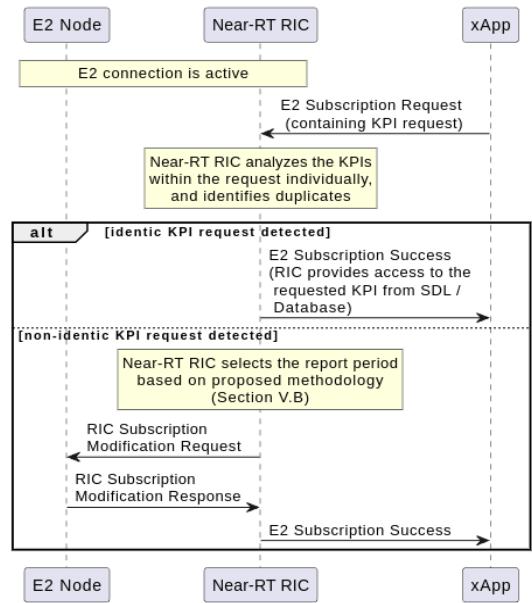 E2 Node
Near-RT RIC
xApp
E2 connection is active
E2 Subscription Request
(containing KPI request)
Near-RT RIC analyzes the KPIs
within the request individually,
and identifies duplicates
alt
[identic KPI request detected]
E2 Subscription Success
(RIC provides access to the
requested KPI from SDL /
Database)
[non-identic KPI request detected]
Near-RT RIC selects the report period
based on proposed methodology
(Section V.B)
RIC Subscription
Modification Request
RIC Subscription
Modification Response
E2 Subscription Success
E2 Node
Near-RT RIC
xApp